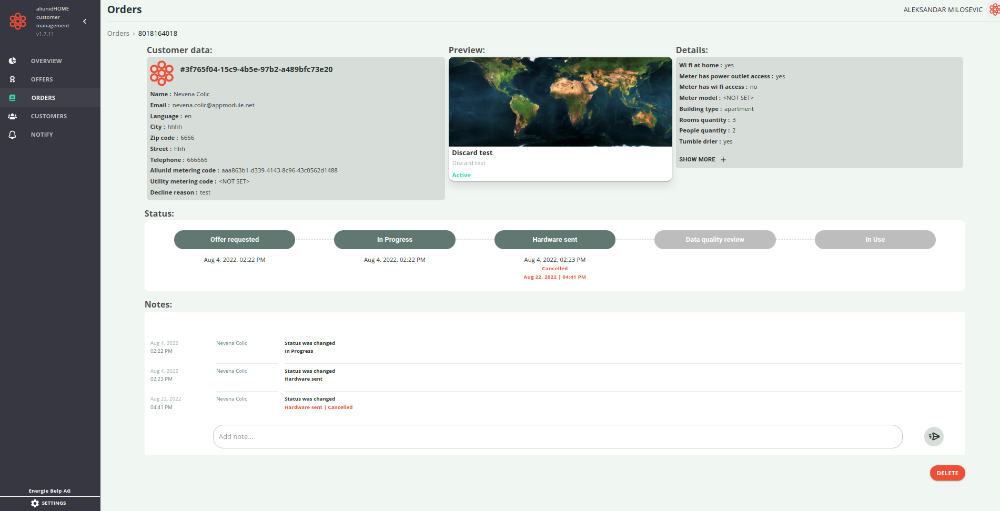 aliunidHOME
customer
management
v1.7.11
OVERVIEW
OFFERS
ORDERS
CUSTOMERS
NOTIFY
Energie Belp AG
SETTINGS
Orders
ALEKSANDAR MILOSEVIC
Orders › 8018164018
Customer data:
#3f765f04-15c9-4b5e-97b2-a489bfc73e20
Name : Nevena Colic
Email : nevena.colic@appmodule.net
Language : en
City : hhhh
Zip code : 6666
Street : hhh
Telephone : 666666
Aliunid metering code : aaa863b1-d339-4143-8c96-43c0562d1488
Utility metering code : <NOT SET>
Decline reason : test
Preview:
Discard test
Discard test
Active
Details:
Wi fi at home : yes
Meter has power outlet access : yes
Meter has wi fi access : no
Meter model : <NOT SET>
Building type : apartment
Rooms quantity : 3
People quantity : 2
Tumble drier : yes
SHOW MORE +
Status:
Offer requested
Aug 4, 2022, 02:22 PM
In Progress
Aug 4, 2022, 02:22 PM
Hardware sent
Aug 4, 2022, 02:23 PM
Cancelled
Aug 22, 2022 | 04:41 PM
Data quality review
In Use
Notes:
Aug 4, 2022
02:22 PM
Nevena Colic
Status was changed
In Progress
Aug 4, 2022
02:23 PM
Nevena Colic
Status was changed
Hardware sent
Aug 22, 2022
04:41 PM
Nevena Colic
Status was changed
Hardware sent | Cancelled
Add note...
DELETE